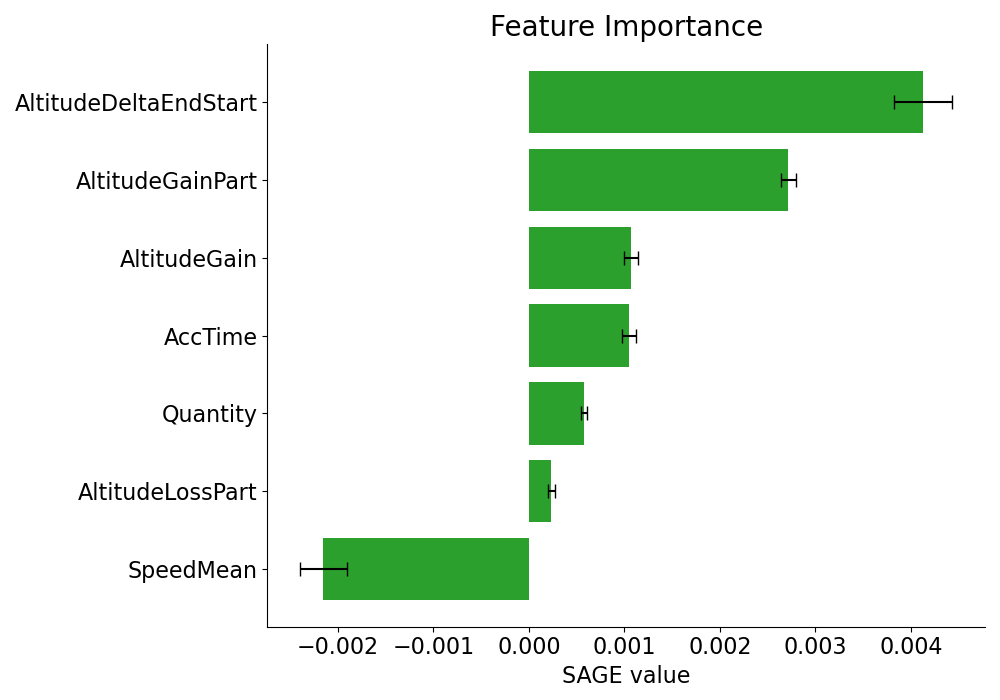 Feature Importance
AltitudeDeltaEndStart
AltitudeGainPart
AltitudeGain
AccTime
Quantity
AltitudeLossPart
SpeedMean
−0.002 −0.001 0.000 0.001 0.002 0.003 0.004
SAGE value